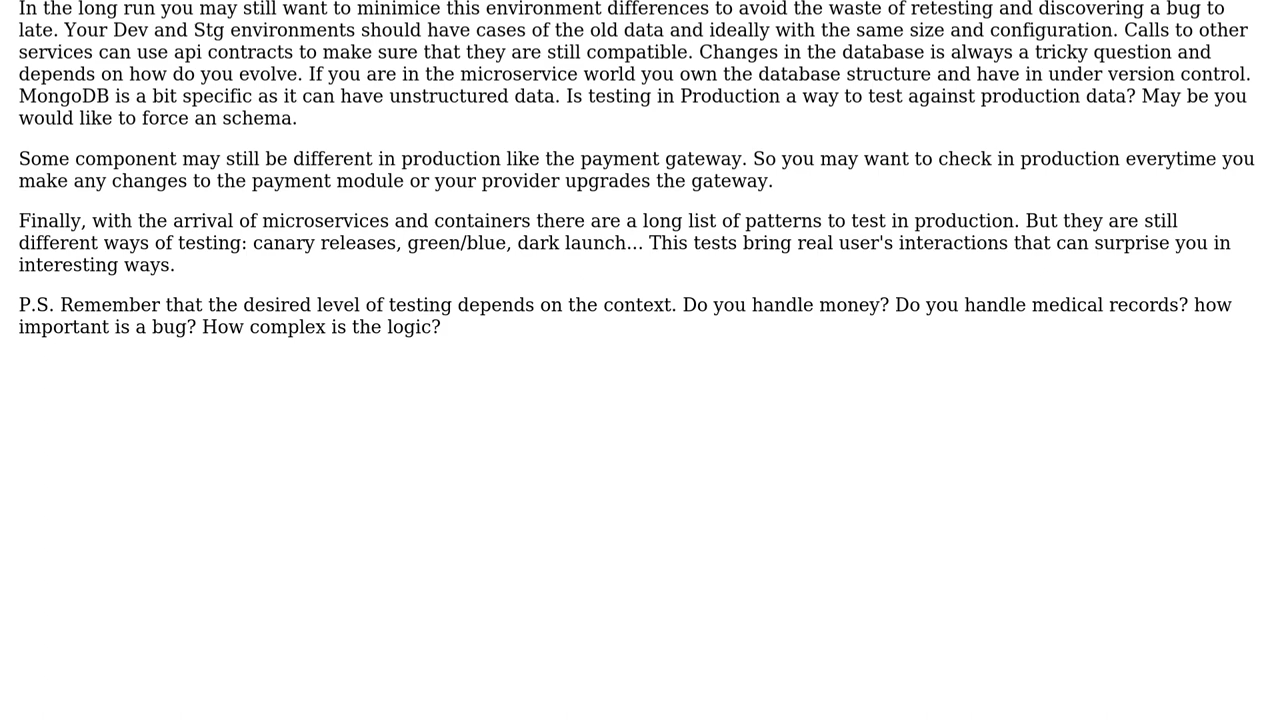 In the long run you may still want to minimice this environment differences to avoid the waste of retesting and discovering a bug to
late. Your Dev and Stg environments should have cases of the old data and ideally with the same size and configuration. Calls to other
services can use api contracts to make sure that they are still compatible. Changes in the database is always a tricky question and
depends on how do you evolve. If you are in the microservice world you own the database structure and have in under version control.
MongoDB is a bit specific as it can have unstructured data. Is testing in Production a way to test against production data? May be you
would like to force an schema.
Some component may still be different in production like the payment gateway. So you may want to check in production everytime you
make any changes to the payment module or your provider upgrades the gateway.
Finally, with the arrival of microservices and containers there are a long list of patterns to test in production. But they are still
different ways of testing: canary releases, green/blue, dark launch... This tests bring real user's interactions that can surprise you in
interesting ways.
P.S. Remember that the desired level of testing depends on the context. Do you handle money? Do you handle medical records? how
important is a bug? How complex is the logic?